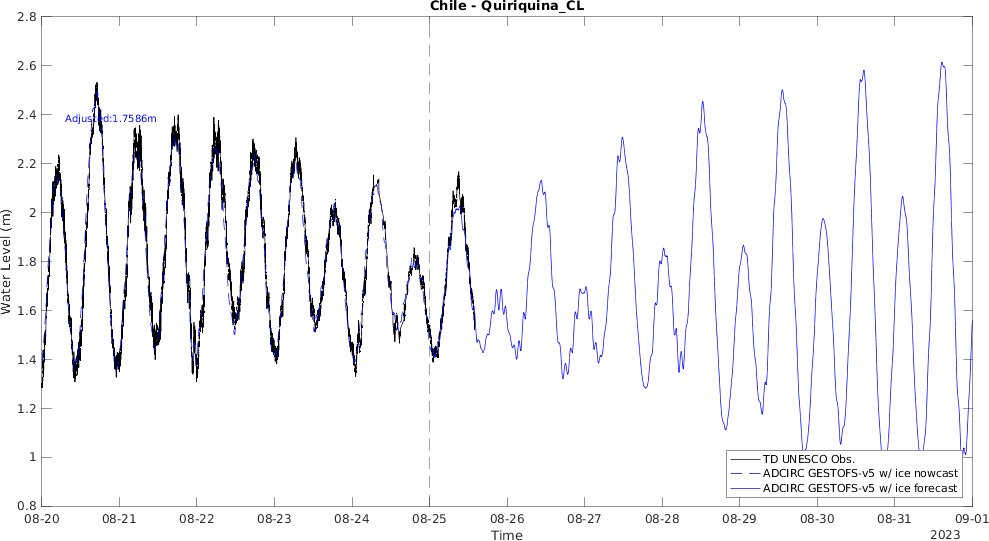 Chile - Quiriquina_CL
2.8
2.6
2.4
2.2
2
1.8
1.6
1.4
1.2
1
0.8
Water Level (m)
Adjusted:1.7586m
TD UNESCO Obs.
ADCIRC GESTOFS-v5 w/ ice nowcast
ADCIRC GESTOFS-v5 w/ ice forecast
08-20 08-21 08-22 08-23 08-24 08-25 08-26 08-27 08-28 08-29 08-30 08-31 09-01
Time
2023